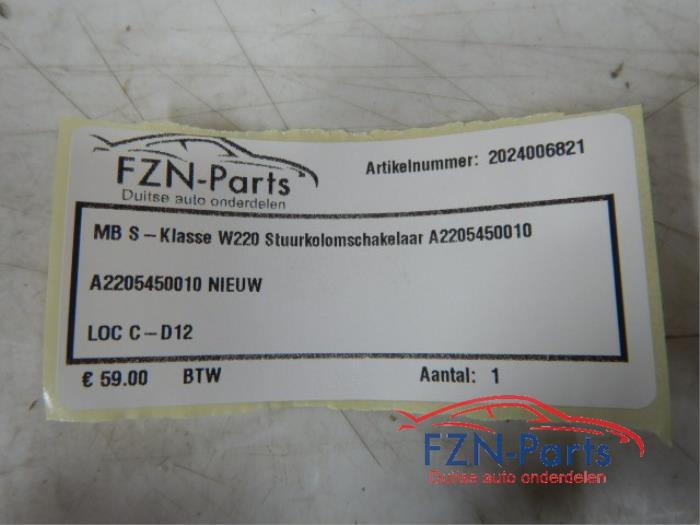 FZN-Parts
Duitse auto onderdelen
Artikelnummer: 2024006821
MB S-Klasse W220 Stuurkolomschakelaar A2205450010
A2205450010 NIEUW
LOC C-D12
€ 59.00 BTW Aantal: 1
FZN-Parts
Duitse auto onderdelen